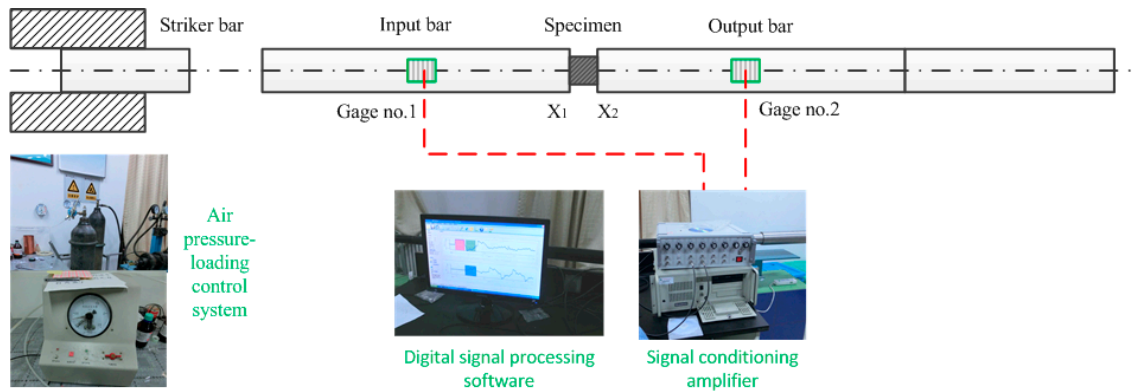 Striker bar
Input bar
Specimen
Output bar
Gage no.1
X1
X2
Gage no.2
Air
pressure-
loading
control
system
Digital signal processing
software
Signal conditioning
amplifier